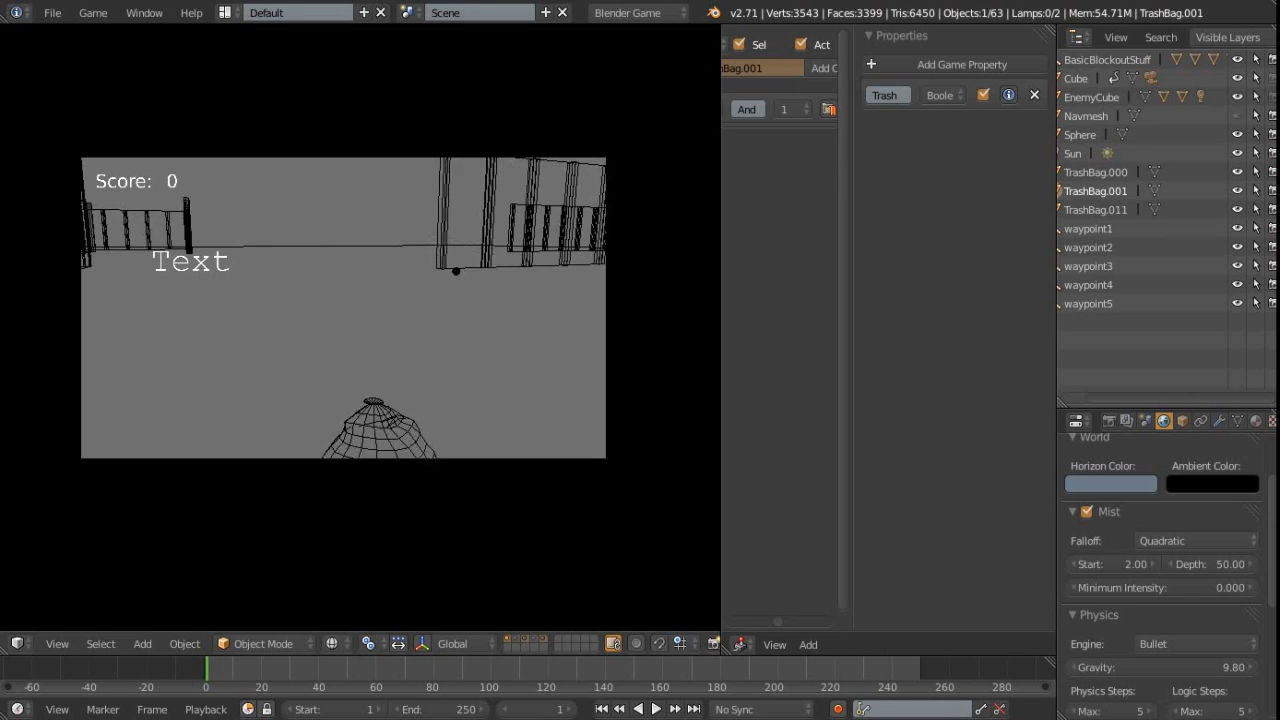 File Game Window Help Default Scene Blender Game v2.71 | Verts:3543 | Faces:3399 | Tris:6450 | Objects:1/63 | Lamps:0/2 | Mem:54.71M | TrashBag.001
Sel Act
Bag.001 Add
And 1
Properties
Add Game Property
Trash Boole
View Search Visible Layers
BasicBlockoutStuff
Cube
EnemyCube
Navmesh
Sphere
Sun
TrashBag.000
TrashBag.001
TrashBag.011
waypoint1
waypoint2
waypoint3
waypoint4
waypoint5
Score: 0
Text
World
Horizon Color: Ambient Color:
Mist
Falloff: Quadratic
Start: 2.00 Depth: 50.00
Minimum Intensity: 0.000
Physics
Engine: Bullet
Gravity: 9.80
Physics Steps: Logic Steps:
Max: 5 Max: 5
View Select Add Object Object Mode Global
View Add
-60 -40 -20 0 20 40 60 80 100 120 140 160 180 200 220 240 260 280
View Marker Frame Playback Start: 1 End: 250 1 No Sync